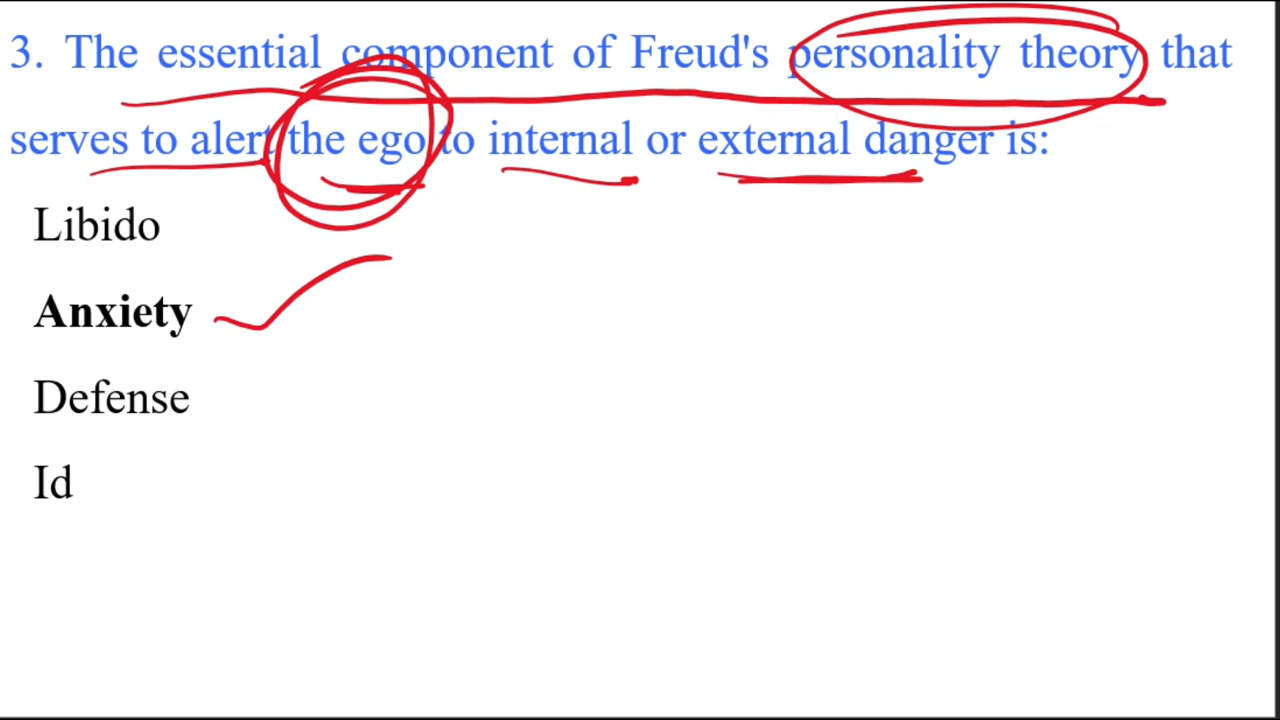 3. The essential component of Freud's personality theory that
serves to alert the ego to internal or external danger is:
Libido
Anxiety
Defense
Id